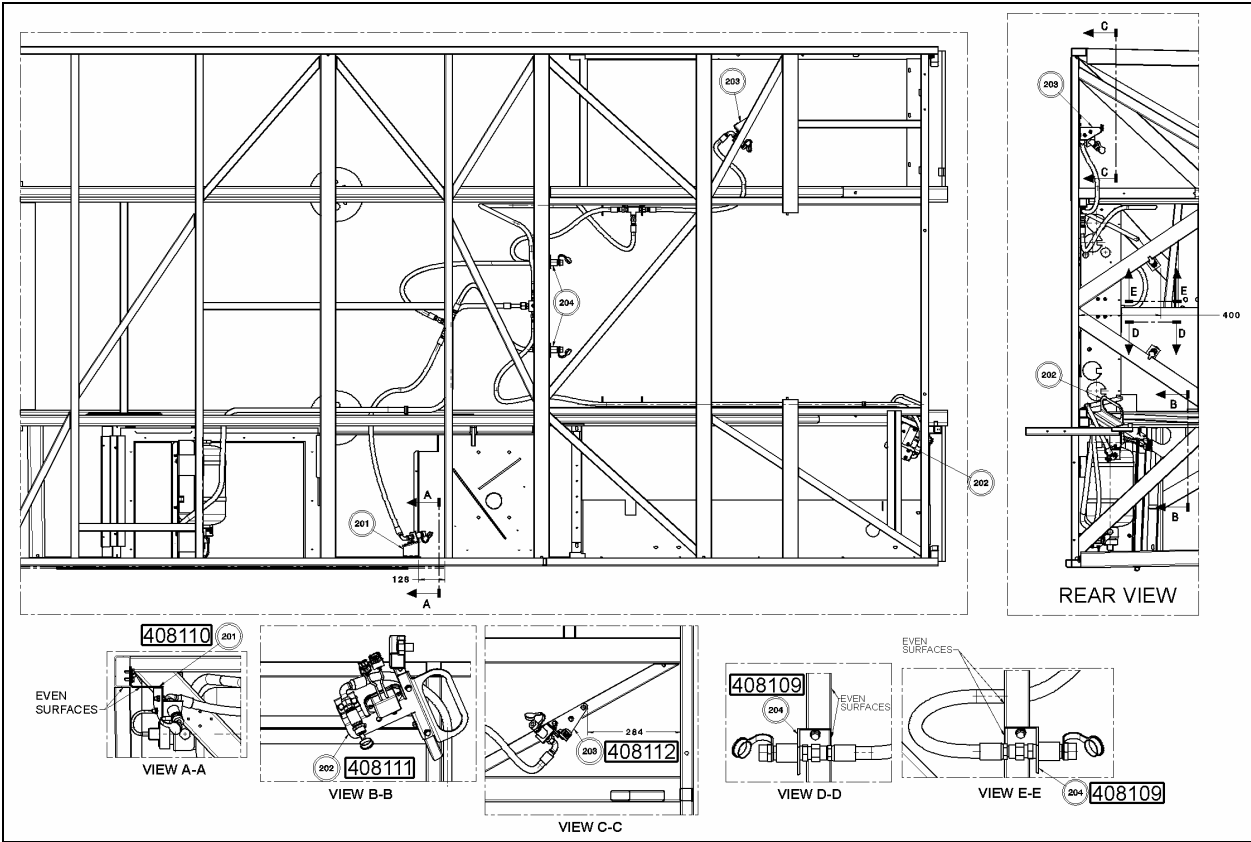 203
204
202
201
A
128
A
C
203
C
E
E
400
D
D
202
B
B
REAR VIEW
408110
201
EVEN
SURFACES
VIEW A-A
202
408111
VIEW B-B
284
203
408112
VIEW C-C
408109
204
EVEN
SURFACES
VIEW D-D
EVEN
SURFACES
VIEW E-E
204
408109